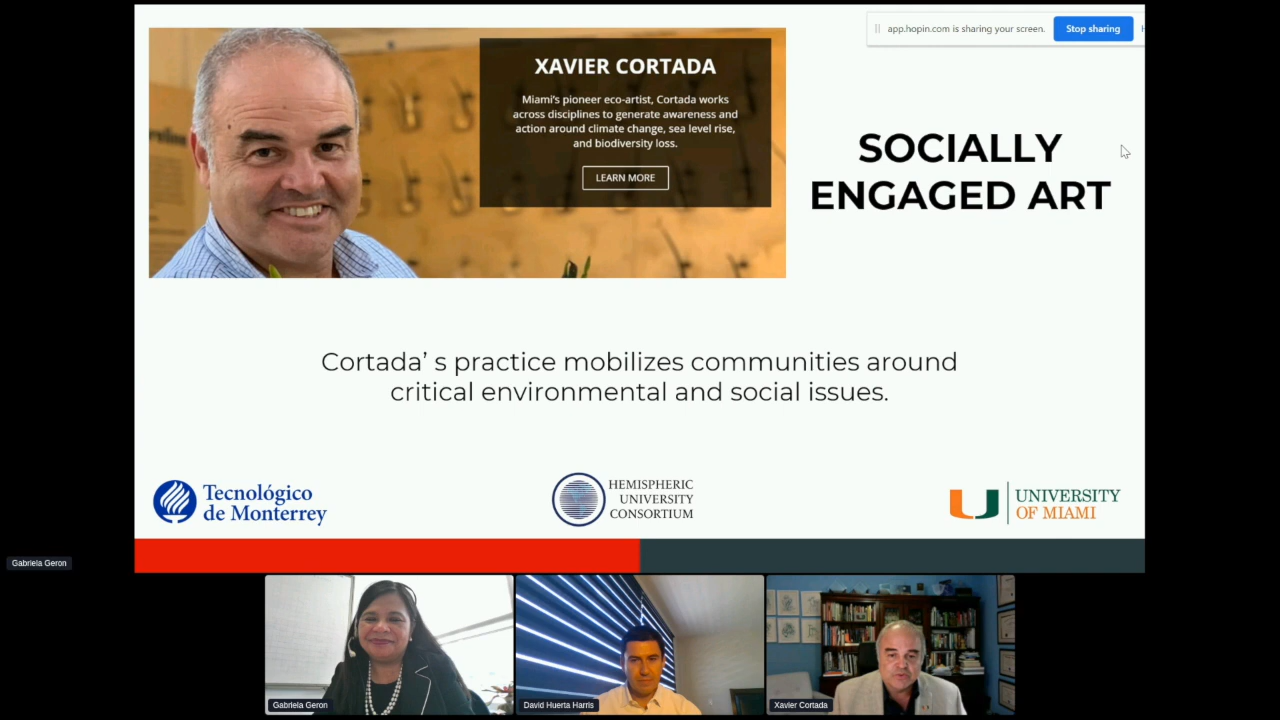 app.hopin.com is sharing your screen.
Stop sharing
XAVIER CORTADA
Miami's pioneer eco-artist, Cortada works
across disciplines to generate awareness and
action around climate change, sea level rise,
and biodiversity loss.
LEARN MORE
SOCIALLY
ENGAGED ART
Cortada’ s practice mobilizes communities around
critical environmental and social issues.
Tecnológico
de Monterrey
HEMISPHERIC
UNIVERSITY
CONSORTIUM
UNIVERSITY
OF MIAMI
Gabriela Geron
Gabriela Geron
David Huerta Harris
Xavier Cortada